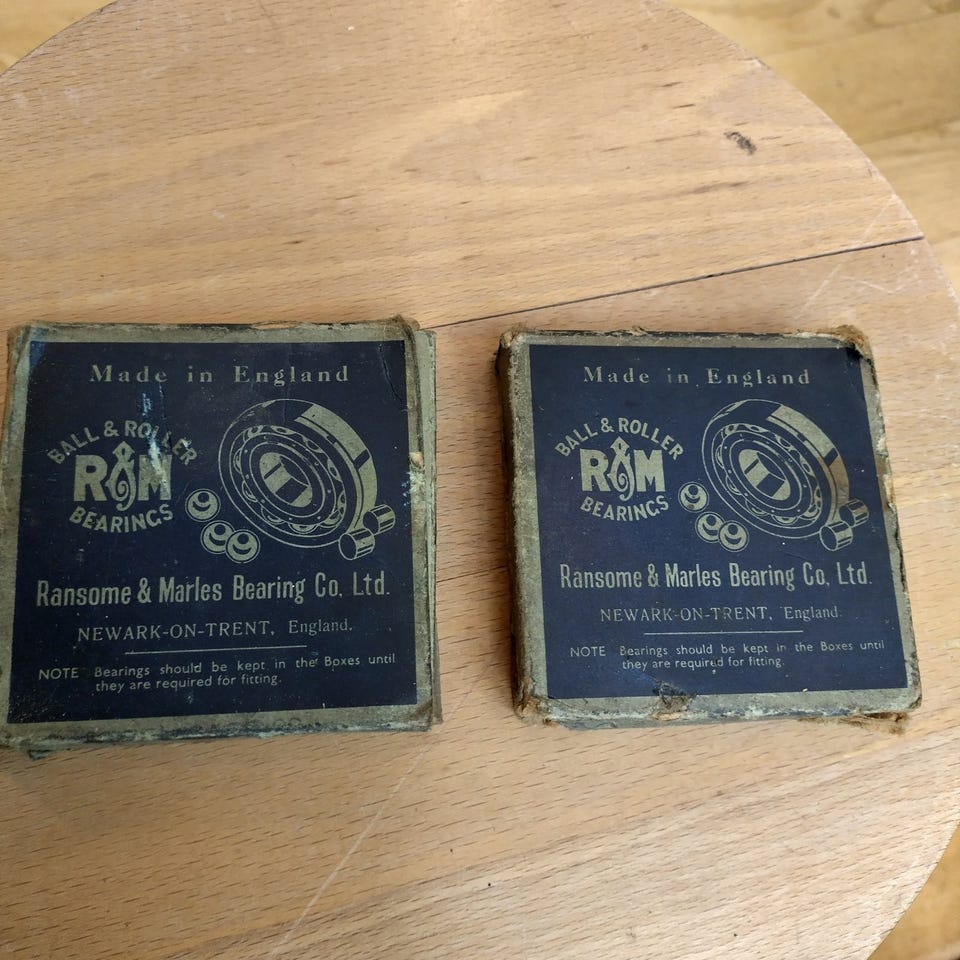 Made in England
BALL & ROLLER
R&M
BEARINGS
Ransome & Marles Bearing Co. Ltd.
NEWARK-ON-TRENT, England.
NOTE Bearings should be kept in the Boxes until
they are required for fitting.
Made in England
BALL & ROLLER
R&M
BEARINGS
Ransome & Marles Bearing Co. Ltd.
NEWARK-ON-TRENT, England.
NOTE Bearings should be kept in the Boxes until
they are required for fitting.